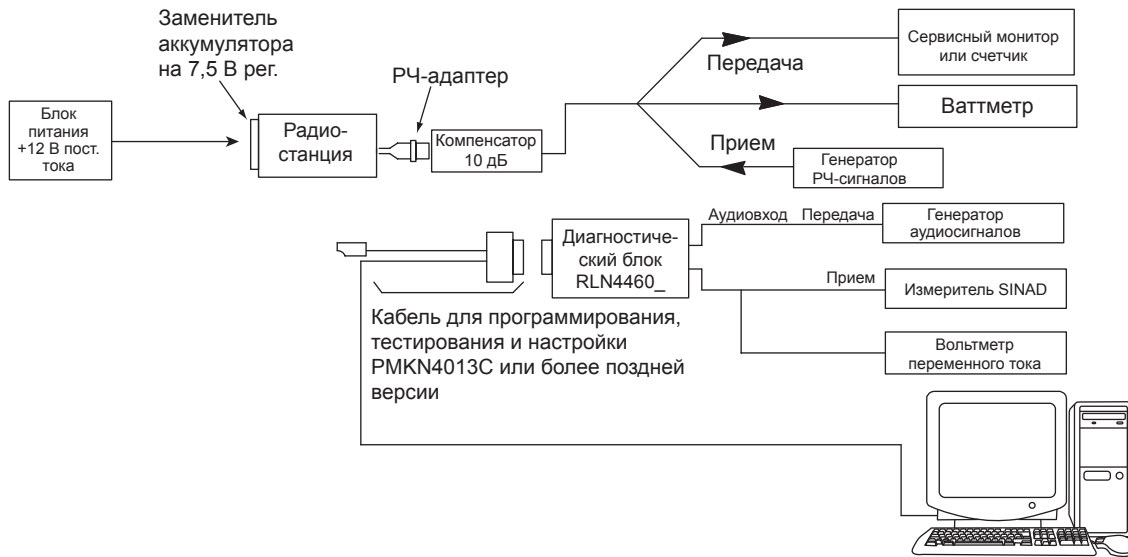 Заменитель
аккумулятора
на 7,5 В рег.
РЧ-адаптер
Блок
питания
+12 В пост.
тока
Радио-
станция
Компенсатор
10 дБ
Передача
Сервисный монитор
или счетчик
Ваттметр
Прием
Генератор
РЧ-сигналов
Диагностиче-
ский блок
RLN4460_
Аудиовход Передача
Генератор
аудиосигналов
Прием
Измеритель SINAD
Вольтметр
переменного тока
Кабель для программирования,
тестирования и настройки
PMKN4013C или более поздней
версии